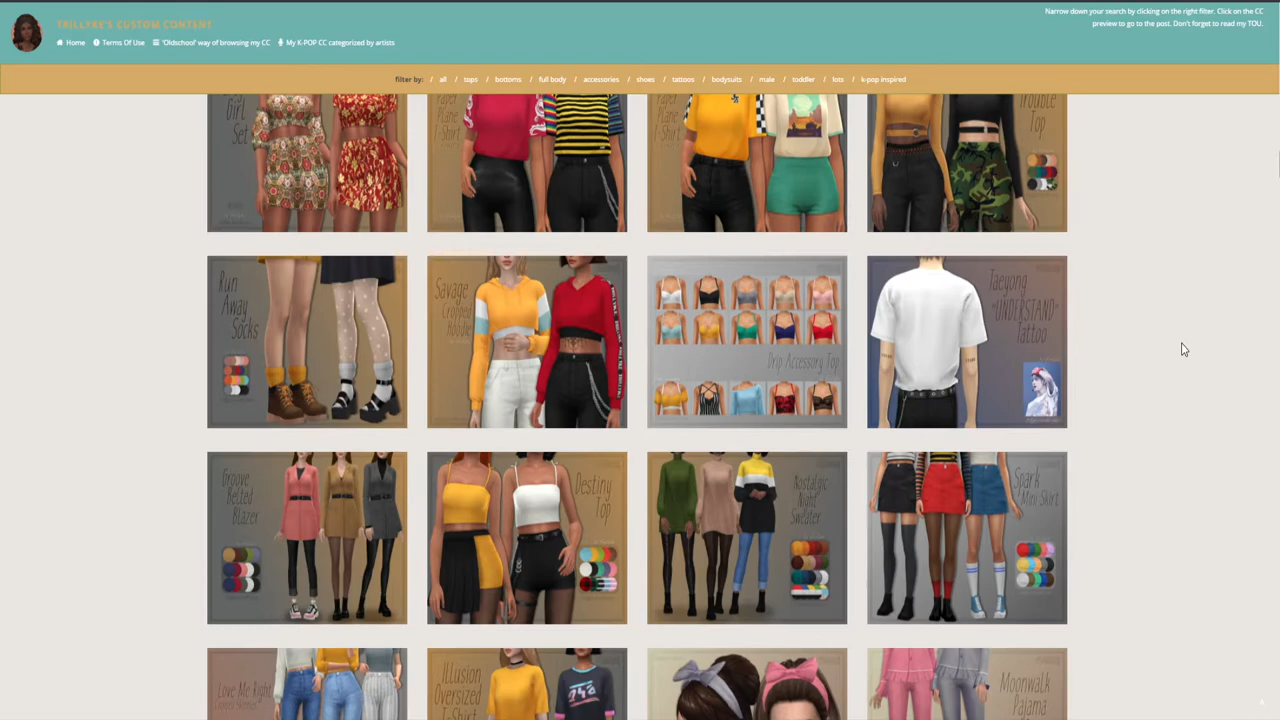 TRILLYKE'S CUSTOM CONTENT
Home Terms Of Use 'Oldschool' way of browsing my CC My K-POP CC categorized by artists
Narrow down your search by clicking on the right filter. Click on the CC
preview to go to the post. Don't forget to read my TOU.
filter by: / all / tops / bottoms / full body / accessories / shoes / tattoos / bodysuits / male / toddler / lots / k-pop inspired
Girl
Set
Paper
Plane
T-Shirt
Paper
Plane
T-Shirt
Trouble
Top
Run
Away
Socks
Savage
Cropped
Hoodie
Drip Accessory Top
Taeyong
"UNDERSTAND"
Tattoo
Groove
Belted
Blazer
Destiny
Top
Nostalgic
Night
Sweater
Spark
Mini Skirt
Love Me Right
Illusion
Oversized
T-Shirt
Moonwalk
Pajama